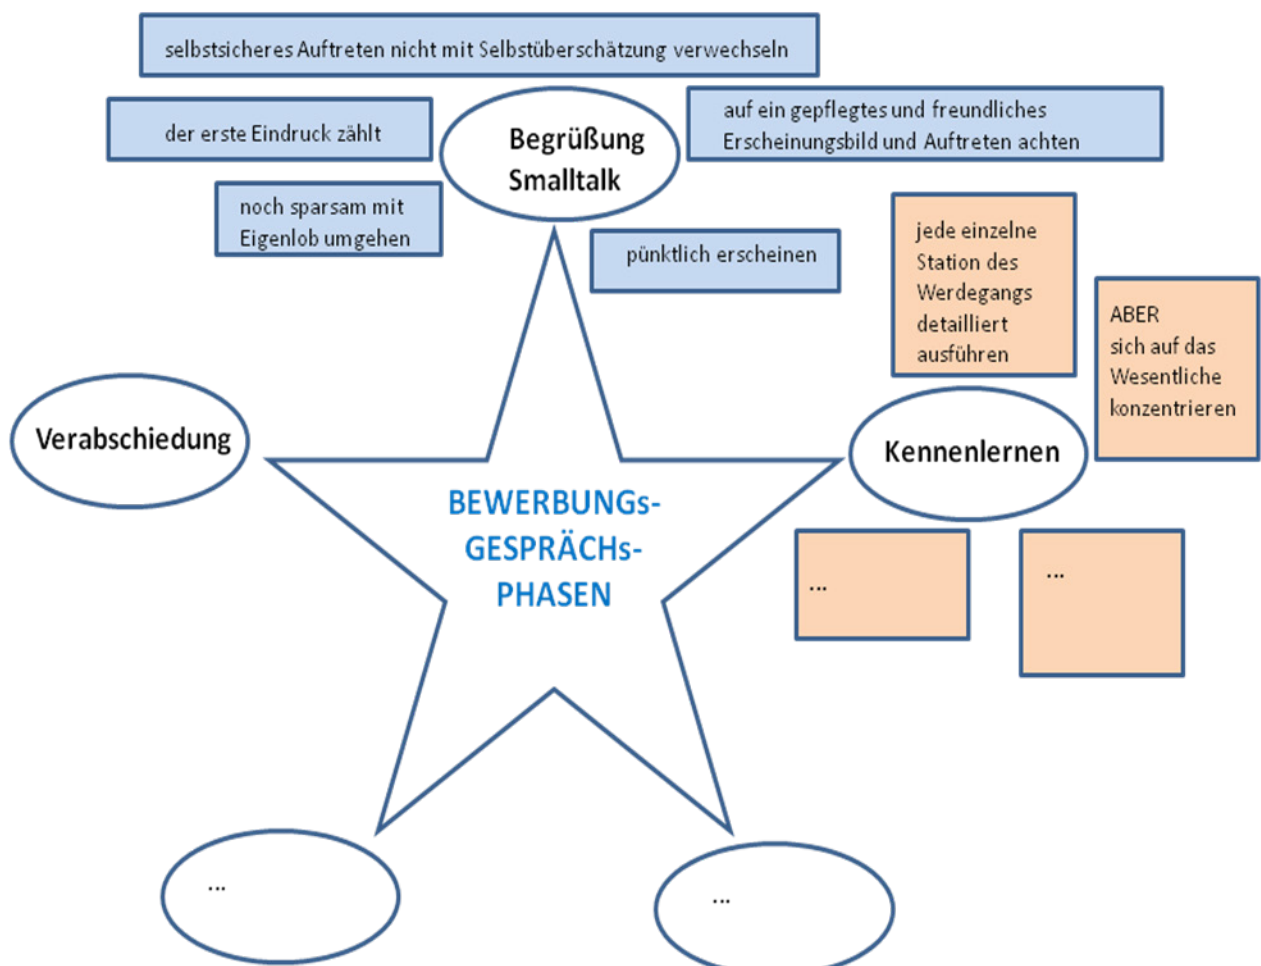 selbstsicheres Auftreten nicht mit Selbstüberschätzung verwechseln
der erste Eindruck zählt
Begrüßung
Smalltalk
auf ein gepflegtes und freundliches
Erscheinungsbild und Auftreten achten
noch sparsam mit
Eigenlob umgehen
pünktlich erscheinen
jede einzelne
Station des
Werdegangs
detailliert
ausführen
ABER
sich auf das
Wesentliche
konzentrieren
Verabschiedung
Kennenlernen
BEWERBUNGs-
GESPRÄCHs-
PHASEN
...
...
...
...